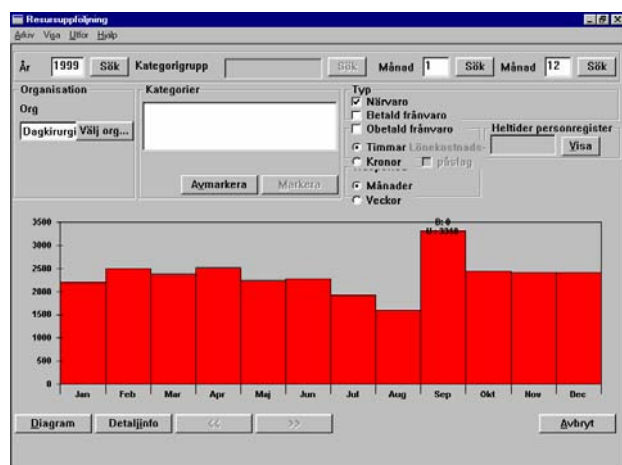 Resursuppföljning
Arkiv Visa Utför Hjälp
År 1999 Sök Kategorigrupp Sök Månad 1 Sök Månad 12 Sök
Organisation Kategorier Typ
Närvaro
Org Betald frånvaro
Obetald frånvaro Heltider personregister
Dagkirurgi Välj org... Timmar Lönekostnads- Visa
Kronor påslag
Avmarkera Markera Månader
Veckor
3500
3000
2500
2000
1500
1000
500
0
B: 0
Jan Feb Mar Apr Maj Jun Jul Aug Sep Okt Nov Dec
Diagram Detaljinfo << >> Avbryt